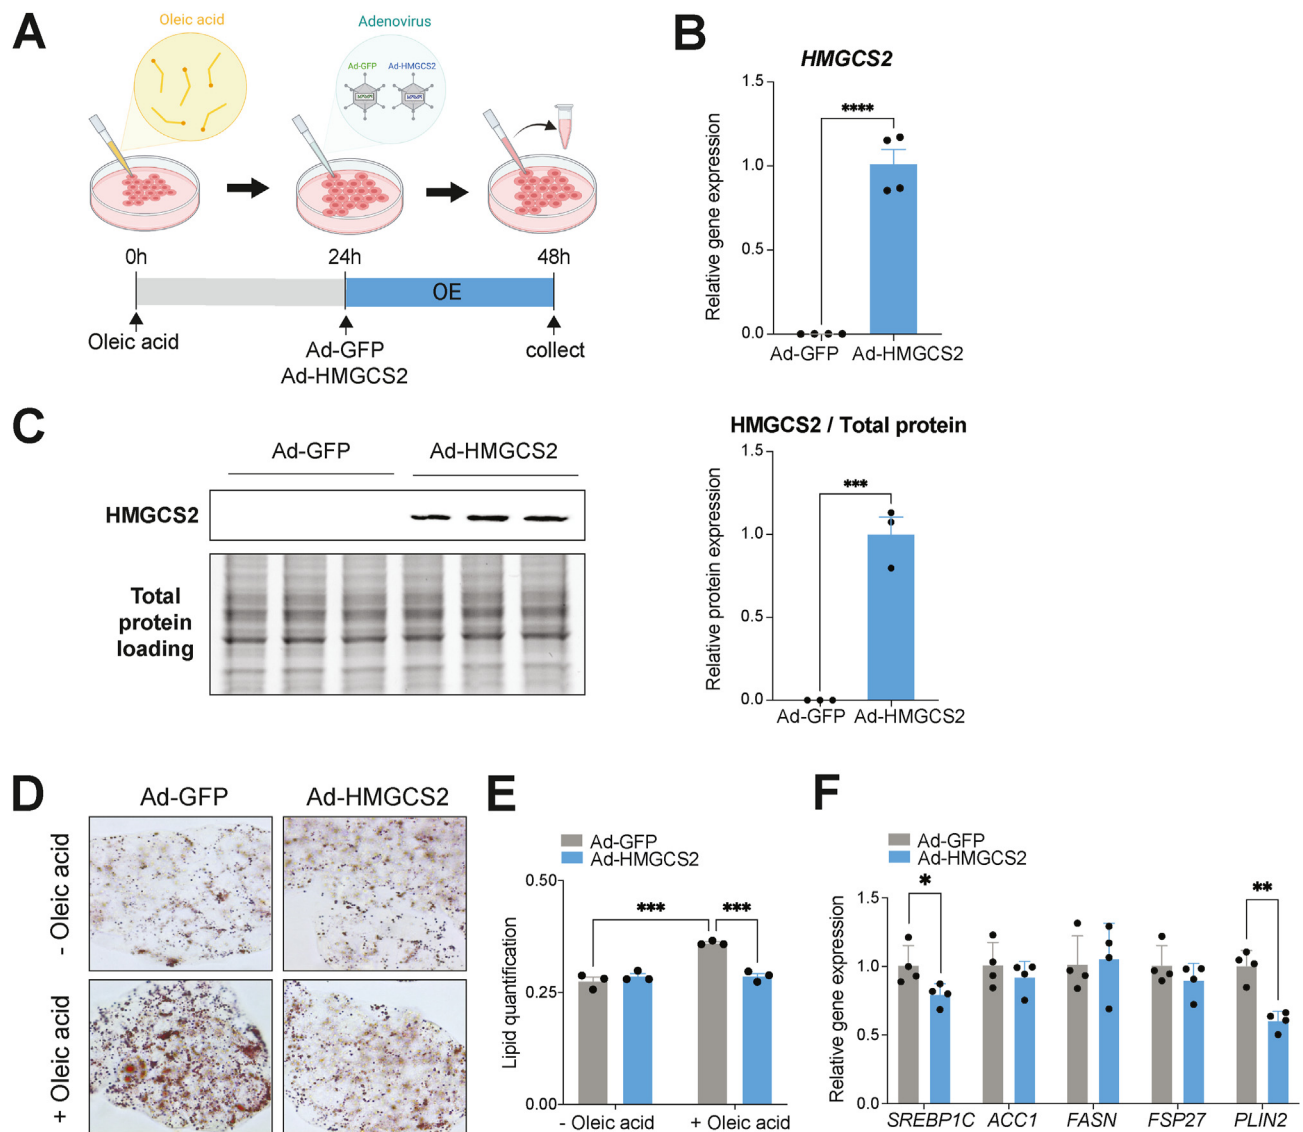 A
Oleic acid
Adenovirus
Ad-GFP Ad-HMGCS2
0h 24h 48h
OE
Oleic acid
Ad-GFP
Ad-HMGCS2
collect
B
HMGCS2
Relative gene expression
1.5
1.0
0.5
0.0
****
Ad-GFP Ad-HMGCS2
C
Ad-GFP Ad-HMGCS2
HMGCS2
Total
protein
loading
HMGCS2 / Total protein
Relative protein expression
1.5
1.0
0.5
0.0
***
Ad-GFP Ad-HMGCS2
D
Ad-GFP Ad-HMGCS2
- Oleic acid
+ Oleic acid
E
Ad-GFP
Ad-HMGCS2
Lipid quantification
0.50
0.25
0.00
*** ***
- Oleic acid + Oleic acid
F
Ad-GFP
Ad-HMGCS2
Relative gene expression
1.5
1.0
0.5
0.0
* **
SREBP1C ACC1 FASN FSP27 PLIN2